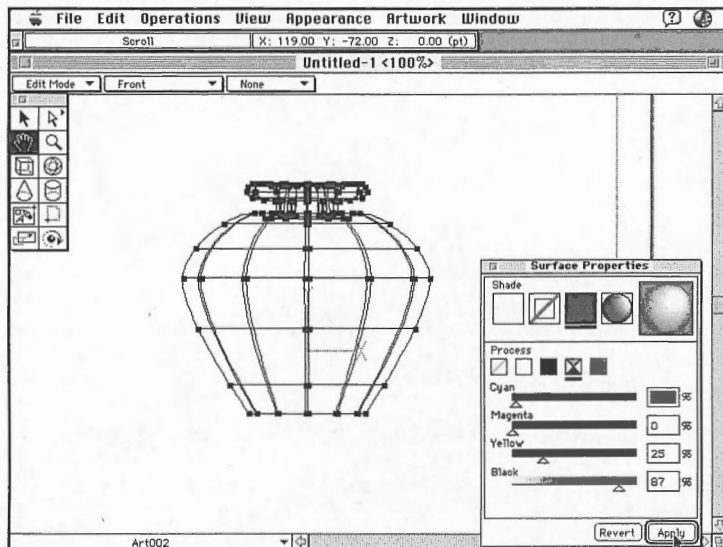 File Edit Operations View Appearance Artwork Window
Scroll X: 119.00 Y: -72.00 Z: 0.00 (pt)
Untitled-1 <100%>
Edit Mode Front None
X
Surface Properties
Shade
Process
Cyan
%
Magenta
0 %
Yellow
25 %
Black
87 %
Revert Apply
Art002